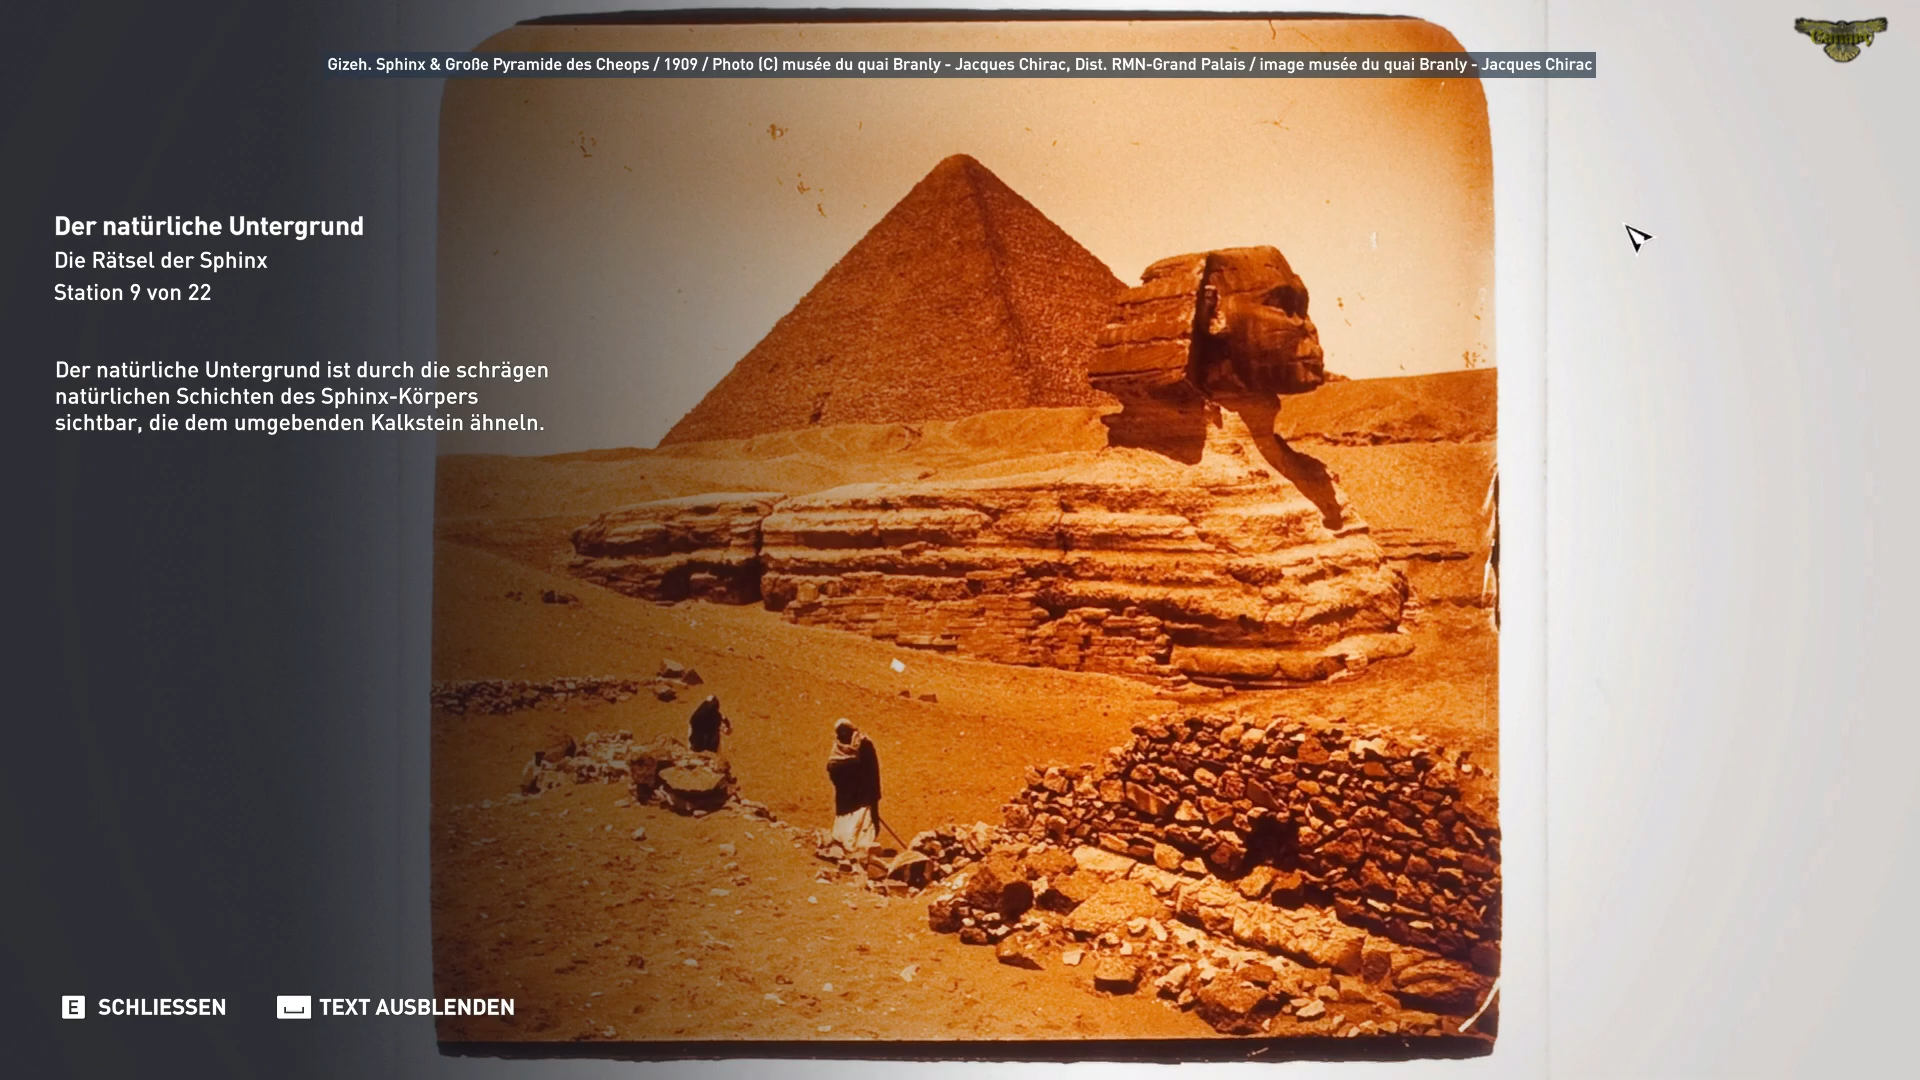 Gizeh. Sphinx & Große Pyramide des Cheops / 1909 / Photo (C) musée du quai Branly - Jacques Chirac, Dist. RMN-Grand Palais / image musée du quai Branly - Jacques Chirac
Der natürliche Untergrund
Die Rätsel der Sphinx
Station 9 von 22
Der natürliche Untergrund ist durch die schrägen
natürlichen Schichten des Sphinx-Körpers
sichtbar, die dem umgebenden Kalkstein ähneln.
E SCHLIESSEN TEXT AUSBLENDEN